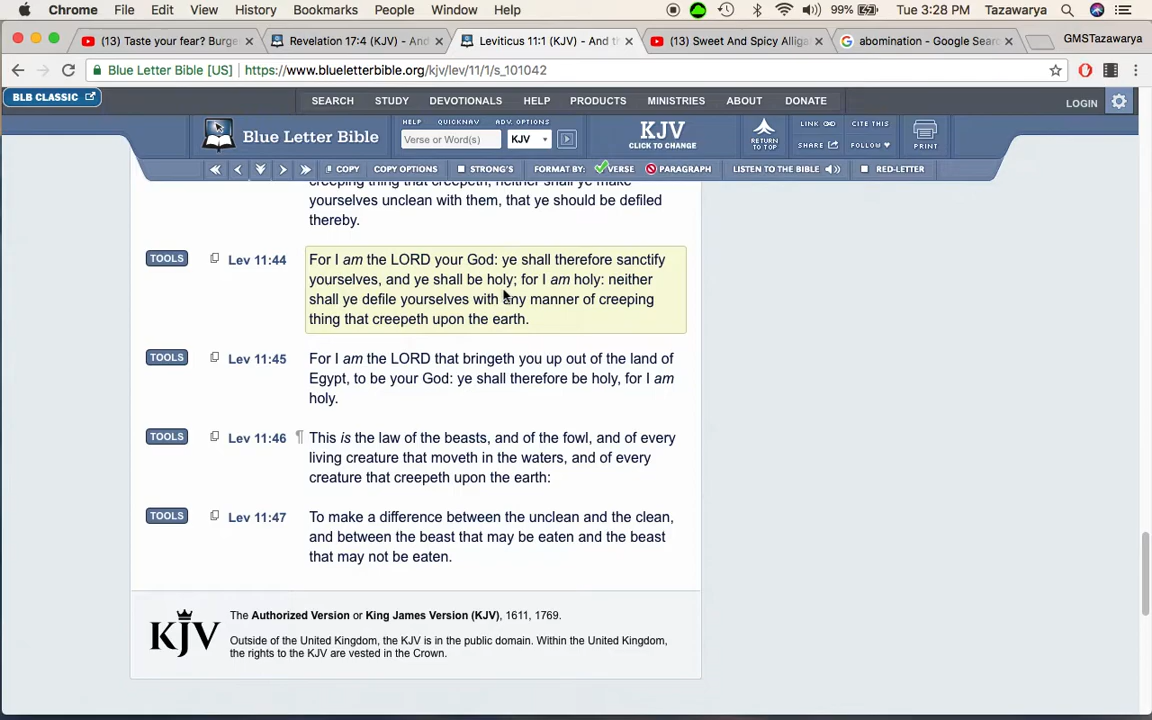 Chrome File Edit View History Bookmarks People Window Help 99% Tue 3:28 PM Tazawarya
(13) Taste your fear? Burge
Revelation 17:4 (KJV) - And
Leviticus 11:1 (KJV) - And th
(13) Sweet And Spicy Alliga
abomination - Google Searc
GMSTazawarya
Blue Letter Bible [US] https://www.blueletterbible.org/kjv/lev/11/1/s_101042
BLB CLASSIC
SEARCH STUDY DEVOTIONALS HELP PRODUCTS MINISTRIES ABOUT DONATE LOGIN
Blue Letter Bible
HELP QUICKNAV ADV. OPTIONS
Verse or Word(s) KJV
KJV
CLICK TO CHANGE
RETURN
TO TOP
LINK CITE THIS
SHARE FOLLOW
PRINT
COPY COPY OPTIONS STRONG'S FORMAT BY: VERSE PARAGRAPH LISTEN TO THE BIBLE RED-LETTER
creeping thing that creepeth, neither shall ye make
yourselves unclean with them, that ye should be defiled
thereby.
TOOLS Lev 11:44 For I am the LORD your God: ye shall therefore sanctify
yourselves, and ye shall be holy; for I am holy: neither
shall ye defile yourselves with any manner of creeping
thing that creepeth upon the earth.
TOOLS Lev 11:45 For I am the LORD that bringeth you up out of the land of
Egypt, to be your God: ye shall therefore be holy, for I am
holy.
TOOLS Lev 11:46 ¶ This is the law of the beasts, and of the fowl, and of every
living creature that moveth in the waters, and of every
creature that creepeth upon the earth:
TOOLS Lev 11:47 To make a difference between the unclean and the clean,
and between the beast that may be eaten and the beast
that may not be eaten.
KJV
The Authorized Version or King James Version (KJV), 1611, 1769.
Outside of the United Kingdom, the KJV is in the public domain. Within the United Kingdom,
the rights to the KJV are vested in the Crown.